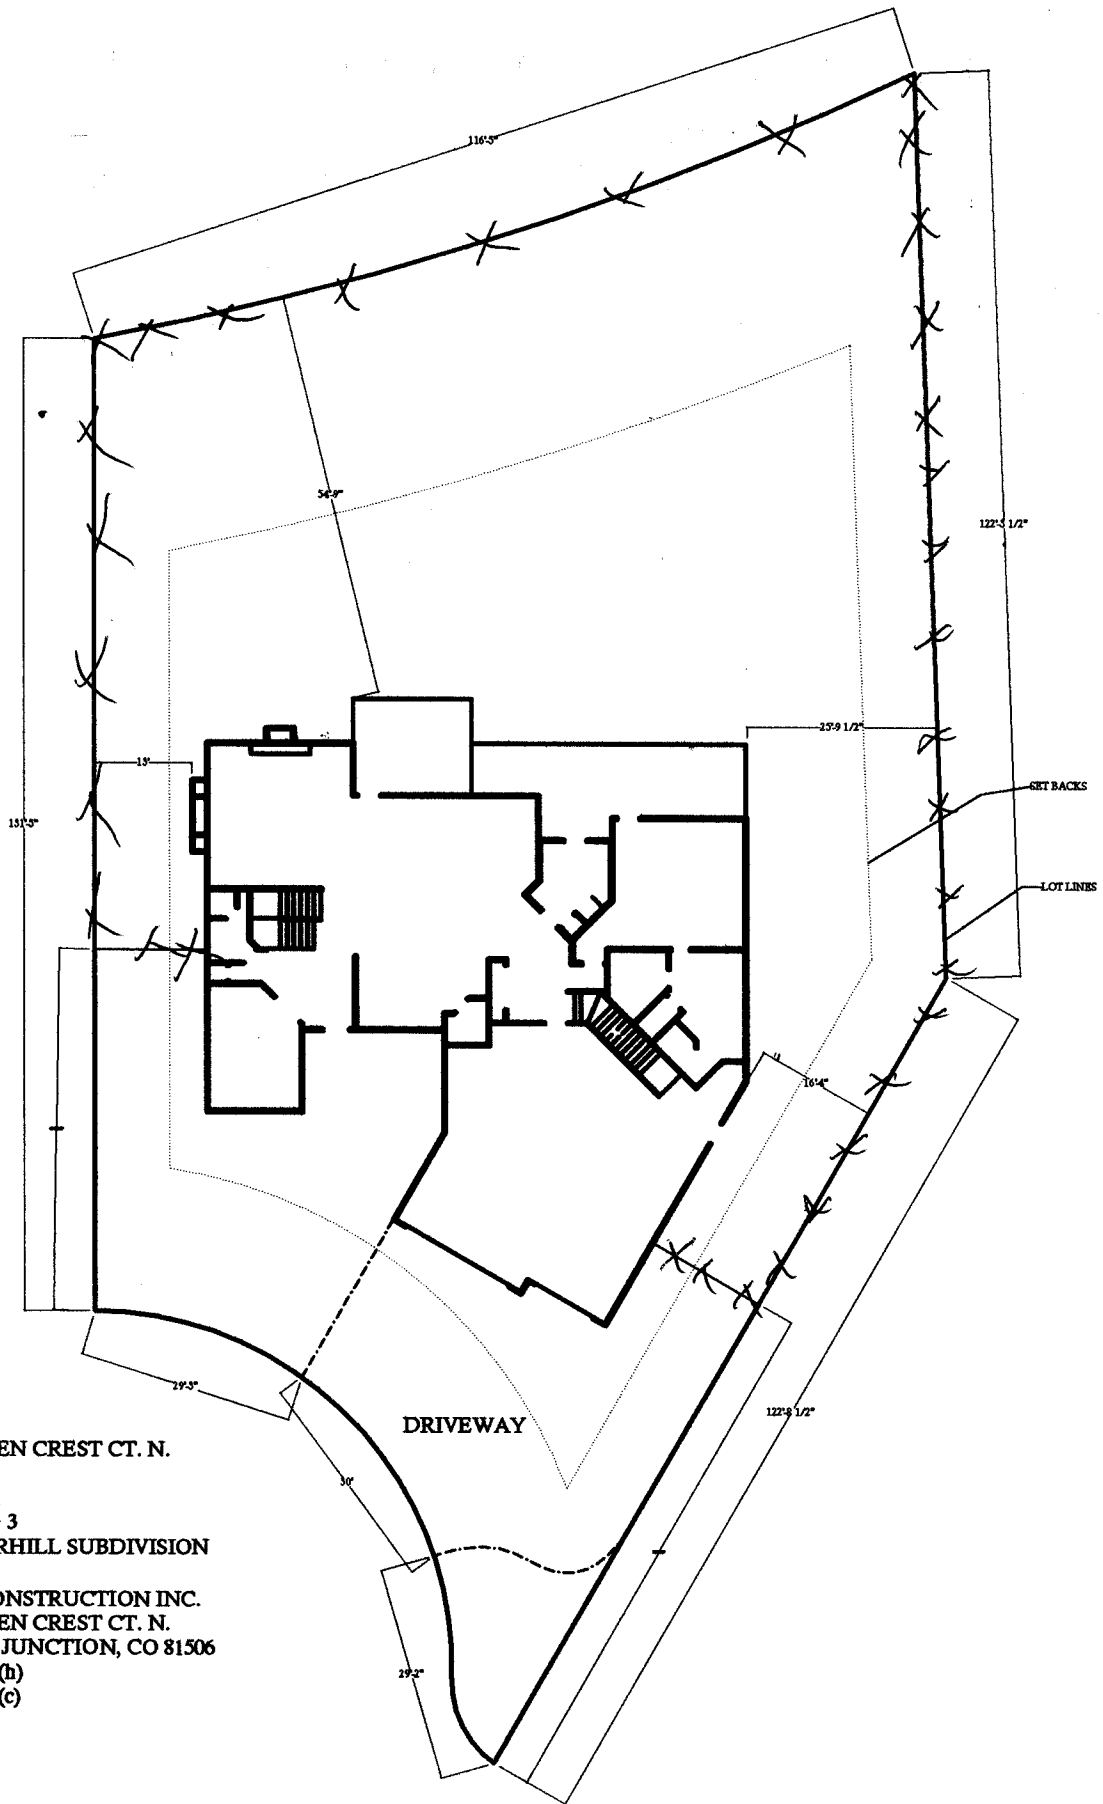 116'-5"
54'-9"
122'-5 1/2"
25'-9 1/2"
13'
SET BACKS
131'-5"
LOT LINES
16'-4"
29'-3"
DRIVEWAY
122'-8 1/2"
30'
EN CREST CT. N.
3
RHILL SUBDIVISION
ONSTRUCTION INC.
EN CREST CT. N.
JUNCTION, CO 81506
(h)
(c)
29'-2"